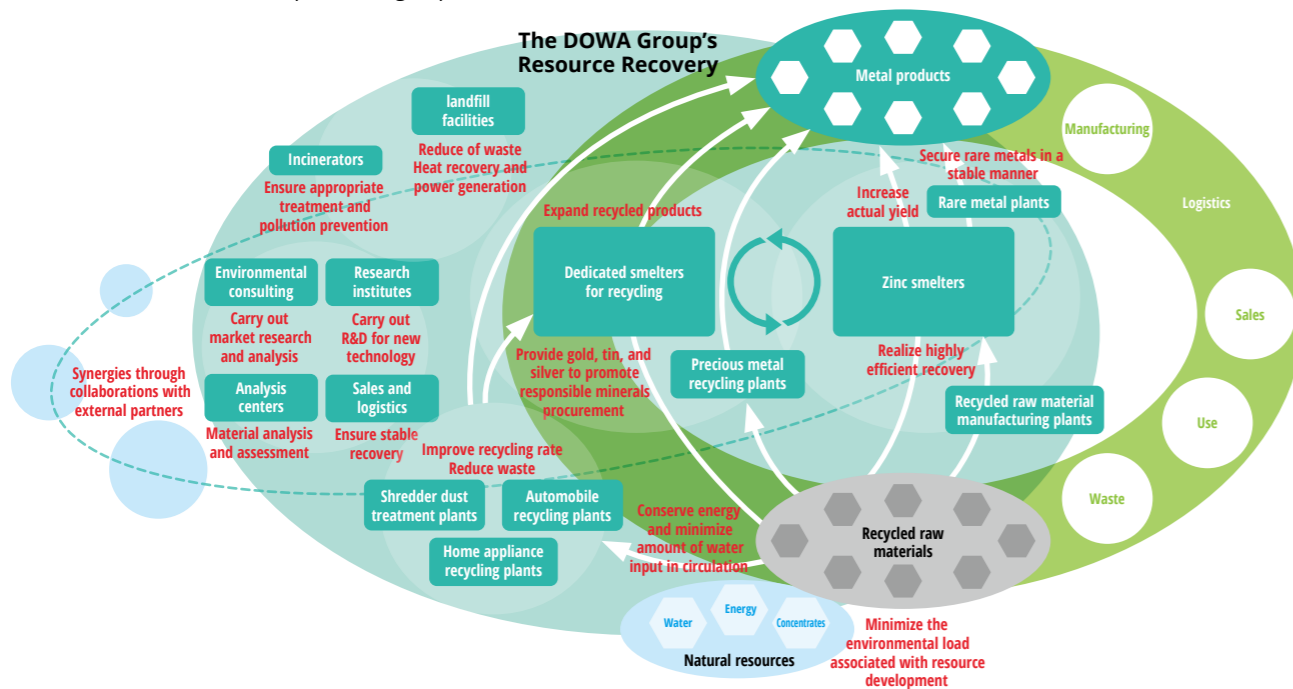 The DOWA Group's
Resource Recovery
Metal products
landfill
facilities
Reduce of waste
Heat recovery and
power generation
Incinerators
Ensure appropriate
treatment and
pollution prevention
Manufacturing
Secure rare metals in a
stable manner
Rare metal plants
Increase
actual yield
Logistics
Expand recycled products
Dedicated smelters
for recycling
Zinc smelters
Environmental
consulting
Carry out
market research
and analysis
Research
institutes
Carry out
R&D for new
technology
Sales
Synergies through
collaborations with
external partners
Analysis
centers
Material analysis
and assessment
Sales and
logistics
Ensure stable
recovery
Provide gold, tin, and
silver to promote
responsible minerals
procurement
Precious metal
recycling plants
Realize highly
efficient recovery
Recycled raw material
manufacturing plants
Use
Improve recycling rate
Reduce waste
Shredder dust
treatment plants
Automobile
recycling plants
Home appliance
recycling plants
Conserve energy
and minimize
amount of water
input in circulation
Recycled raw
materials
Waste
Water
Energy
Concentrates
Natural resources
Minimize the
environmental load
associated with resource
development